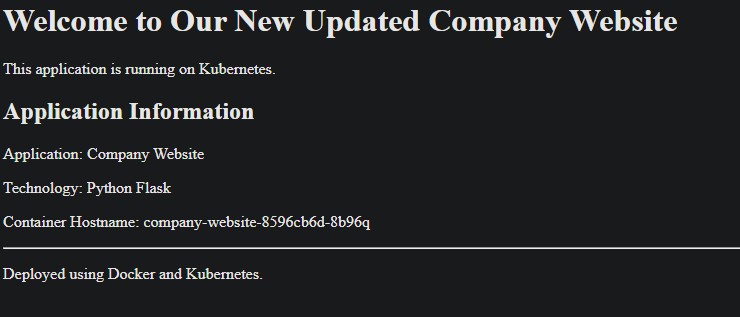 Welcome to Our New Updated Company Website
This application is running on Kubernetes.
Application Information
Application: Company Website
Technology: Python Flask
Container Hostname: company-website-8596cb6d-8b96q
Deployed using Docker and Kubernetes.